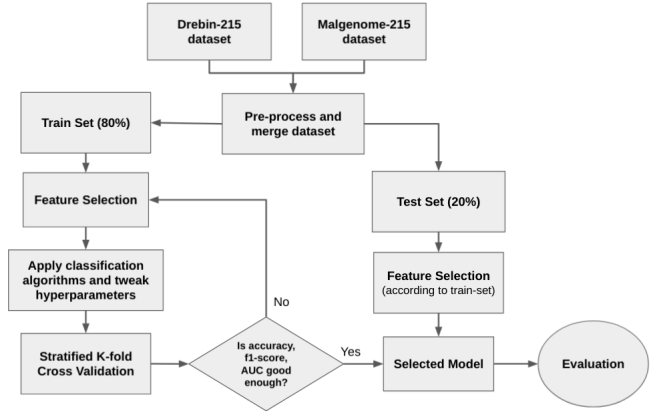 Drebin-215
dataset
Malgenome-215
dataset
Pre-process and
merge dataset
Train Set (80%)
Feature Selection
Apply classification
algorithms and tweak
hyperparameters
Stratified K-fold
Cross Validation
Is accuracy,
f1-score,
AUC good
enough?
No
Yes
Test Set (20%)
Feature Selection
(according to train-set)
Selected Model
Evaluation